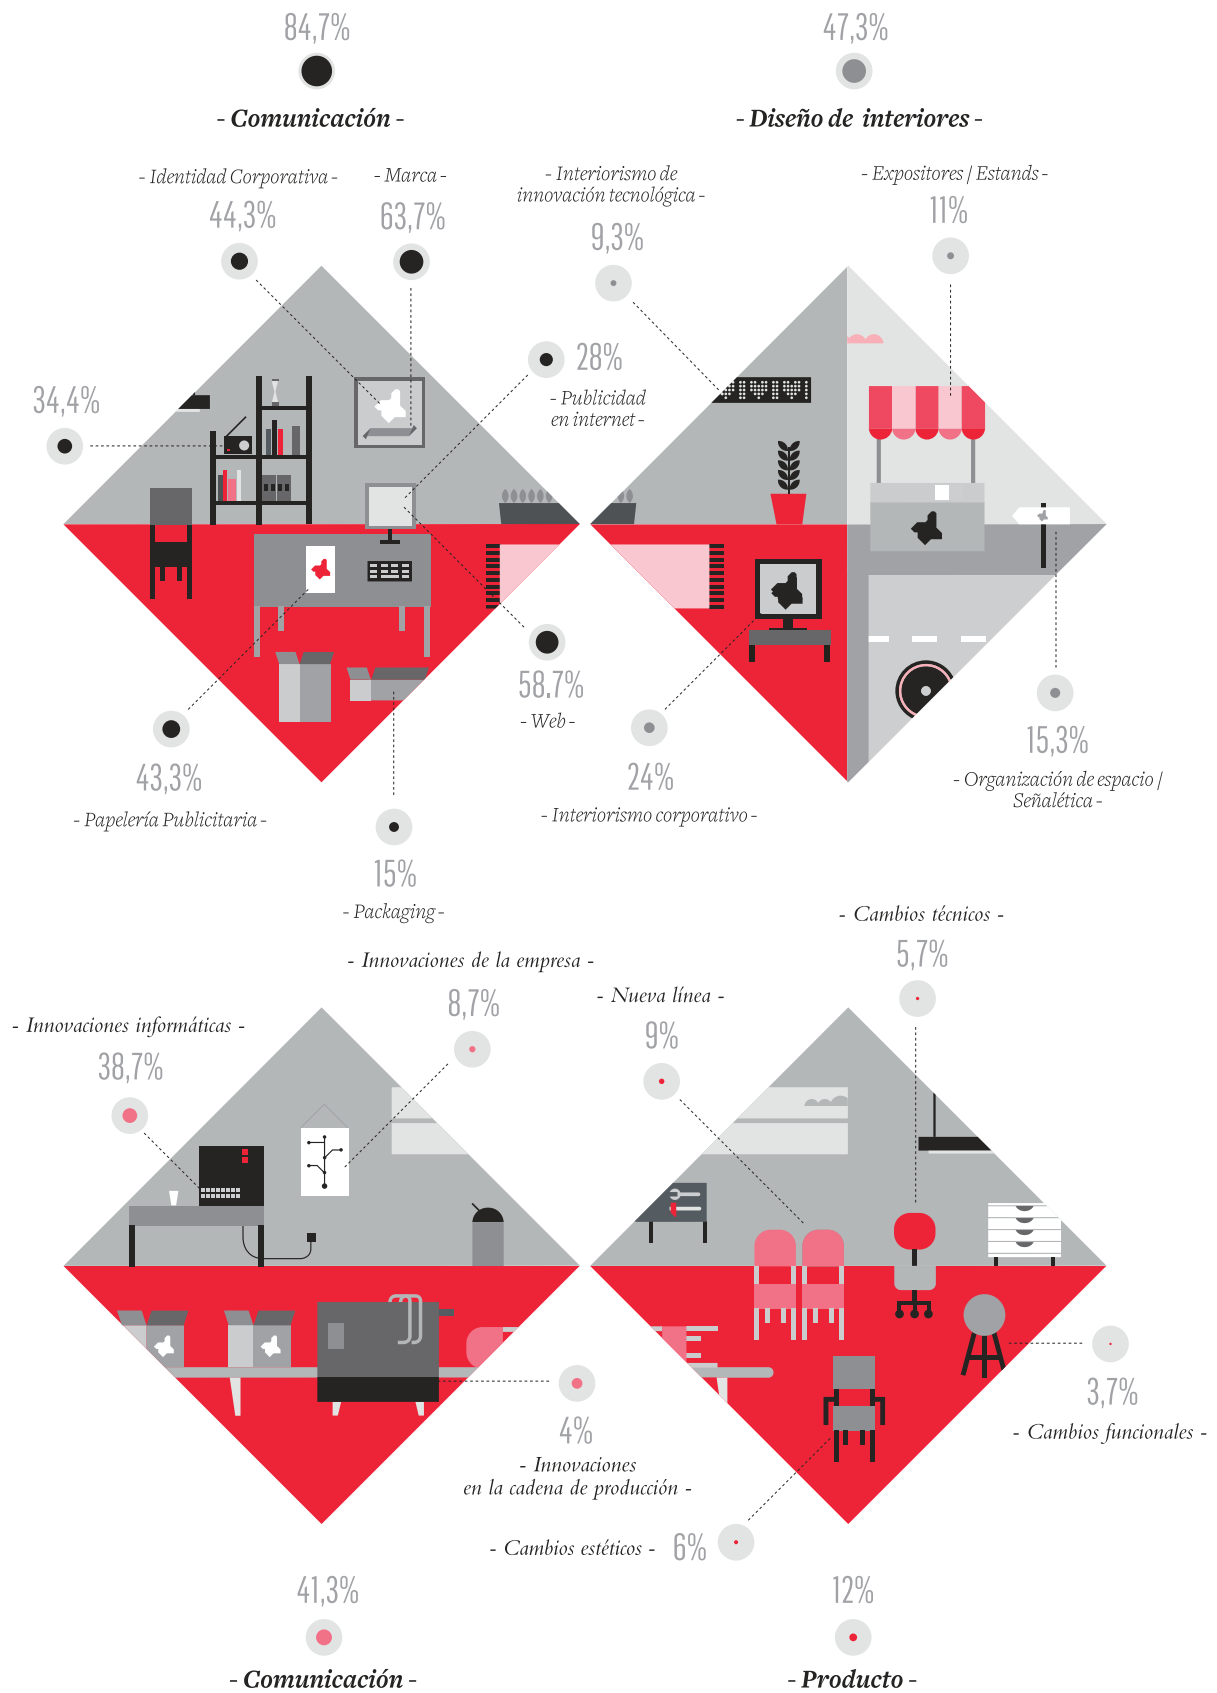 84,7%
- Comunicación -
47,3%
- Diseño de interiores -
- Identidad Corporativa -
44,3%
- Marca -
63,7%
- Interiorismo de
innovación tecnológica -
9,3%
- Expositores / Estands -
11%
34,4%
28%
- Publicidad
en internet -
58,7%
- Web -
43,3%
- Papelería Publicitaria -
15%
- Packaging -
24%
- Interiorismo corporativo -
15,3%
- Organización de espacio /
Señalética -
- Innovaciones informáticas -
38,7%
- Innovaciones de la empresa -
8,7%
- Nueva línea -
9%
- Cambios técnicos -
5,7%
4%
- Innovaciones
en la cadena de producción -
3,7%
- Cambios funcionales -
- Cambios estéticos -
6%
41,3%
- Comunicación -
12%
- Producto -